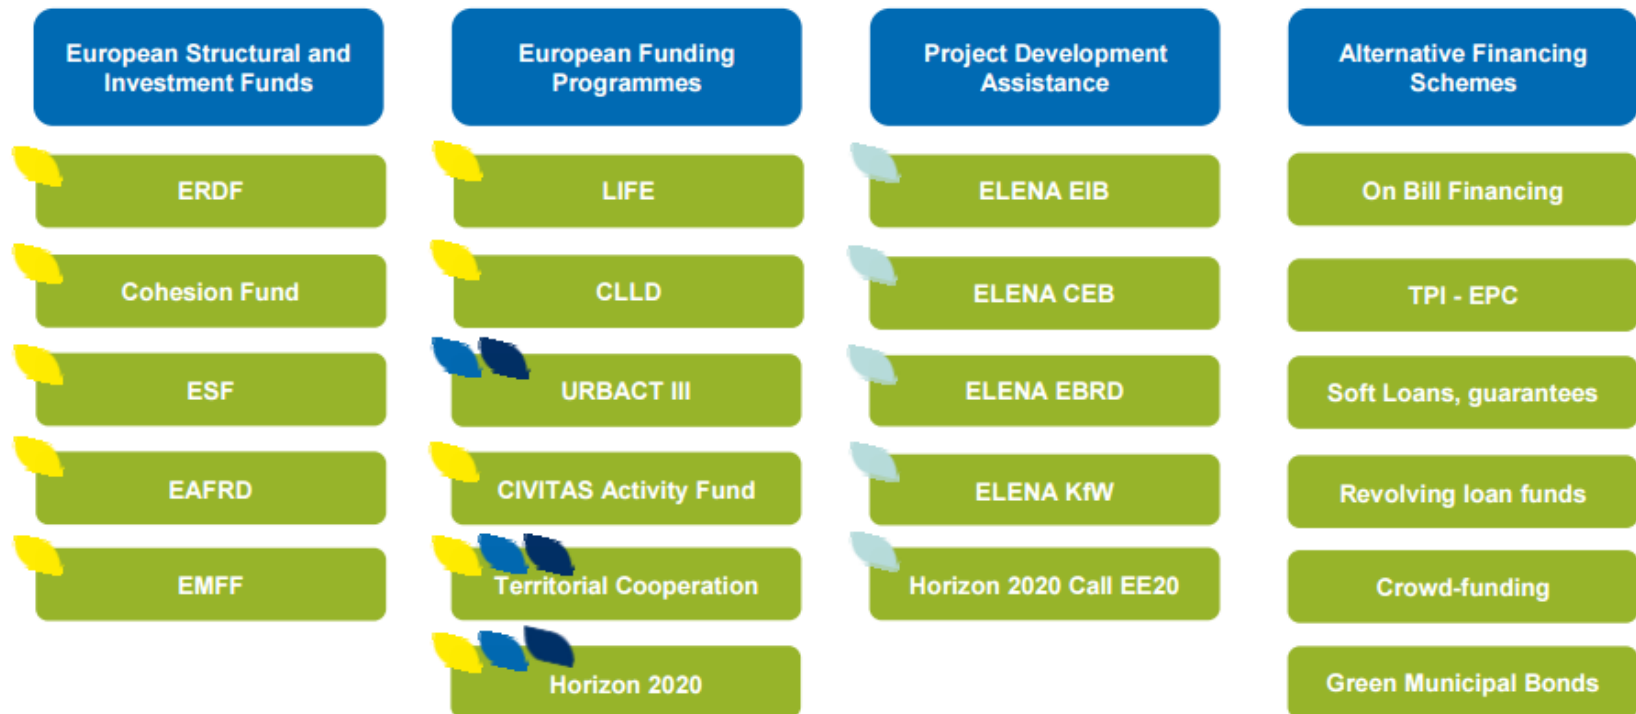 European Structural and
Investment Funds
ERDF
Cohesion Fund
ESF
EAFRD
EMFF
European Funding
Programmes
LIFE
CLLD
URBACT III
CIVITAS Activity Fund
Territorial Cooperation
Horizon 2020
Project Development
Assistance
ELENA EIB
ELENA CEB
ELENA EBRD
ELENA KfW
Horizon 2020 Call EE20
Alternative Financing
Schemes
On Bill Financing
TPI - EPC
Soft Loans, guarantees
Revolving loan funds
Crowd-funding
Green Municipal Bonds